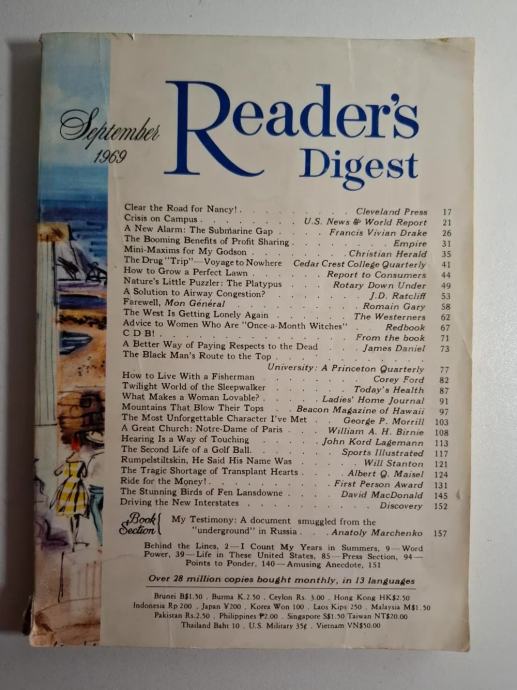 September
1969
Reader's
Digest
Clear the Road for Nancy! . . . . . . . . . Cleveland Press 17
Crisis on Campus . . . . . . . . U.S. News & World Report 21
A New Alarm: The Submarine Gap . . . . Francis Vivian Drake 26
The Booming Benefits of Profit Sharing . . . . . . . . Empire 31
Mini-Maxims for My Godson . . . . . . . . Christian Herald 35
The Drug "Trip"—Voyage to Nowhere Cedar Crest College Quarterly 41
How to Grow a Perfect Lawn . . . . . . Report to Consumers 44
Nature's Little Puzzler: The Platypus . . . . Rotary Down Under 49
A Solution to Airway Congestion? . . . . . . . J.D. Ratcliff 53
Farewell, Mon Général . . . . . . . . . . Romain Gary 58
The West Is Getting Lonely Again . . . . . . The Westerners 62
Advice to Women Who Are "Once-a-Month Witches" . . Redbook 67
C D B! . . . . . . . . . . . . . From the book 71
A Better Way of Paying Respects to the Dead . . . James Daniel 73
The Black Man's Route to the Top . . .
University: A Princeton Quarterly 77
How to Live With a Fisherman . . . . . . . Corey Ford 82
Twilight World of the Sleepwalker . . . . . . Today's Health 87
What Makes a Woman Lovable? . . . . . Ladies' Home Journal 91
Mountains That Blow Their Tops . . . Beacon Magazine of Hawaii 97
The Most Unforgettable Character I've Met . . George P. Morrill 103
A Great Church: Notre-Dame of Paris . . . William A. H. Birnie 108
Hearing Is a Way of Touching . . . . . John Kord Lagemann 113
The Second Life of a Golf Ball . . . . . . Sports Illustrated 117
Rumpelstiltskin, He Said His Name Was . . . . Will Stanton 121
The Tragic Shortage of Transplant Hearts . . . Albert Q. Maisel 124
Ride for the Money! . . . . . . . . First Person Award 131
The Stunning Birds of Fen Lansdowne . . . . David MacDonald 145
Driving the New Interstates . . . . . . . . . Discovery 152
Book Section { My Testimony: A document smuggled from the
"underground" in Russia . . . Anatoly Marchenko 157
Behind the Lines, 2—I Count My Years in Summers, 9—Word
Power, 39—Life in These United States, 85—Press Section, 94—
Points to Ponder, 140—Amusing Anecdote, 151
Over 28 million copies bought monthly, in 13 languages
Brunei B$1.50 . Burma K.2.50 . Ceylon Rs. 3.00 . Hong Kong HK$2.50
Indonesia Rp 200 . Japan ¥200 . Korea Won 100 . Laos Kips 250 . Malaysia M$1.50
Pakistan Rs.2.50 . Philippines ₱2.00 . Singapore S$1.50 Taiwan NT$20.00
Thailand Baht 10 . U.S. Military 35¢ . Vietnam VN$50.00